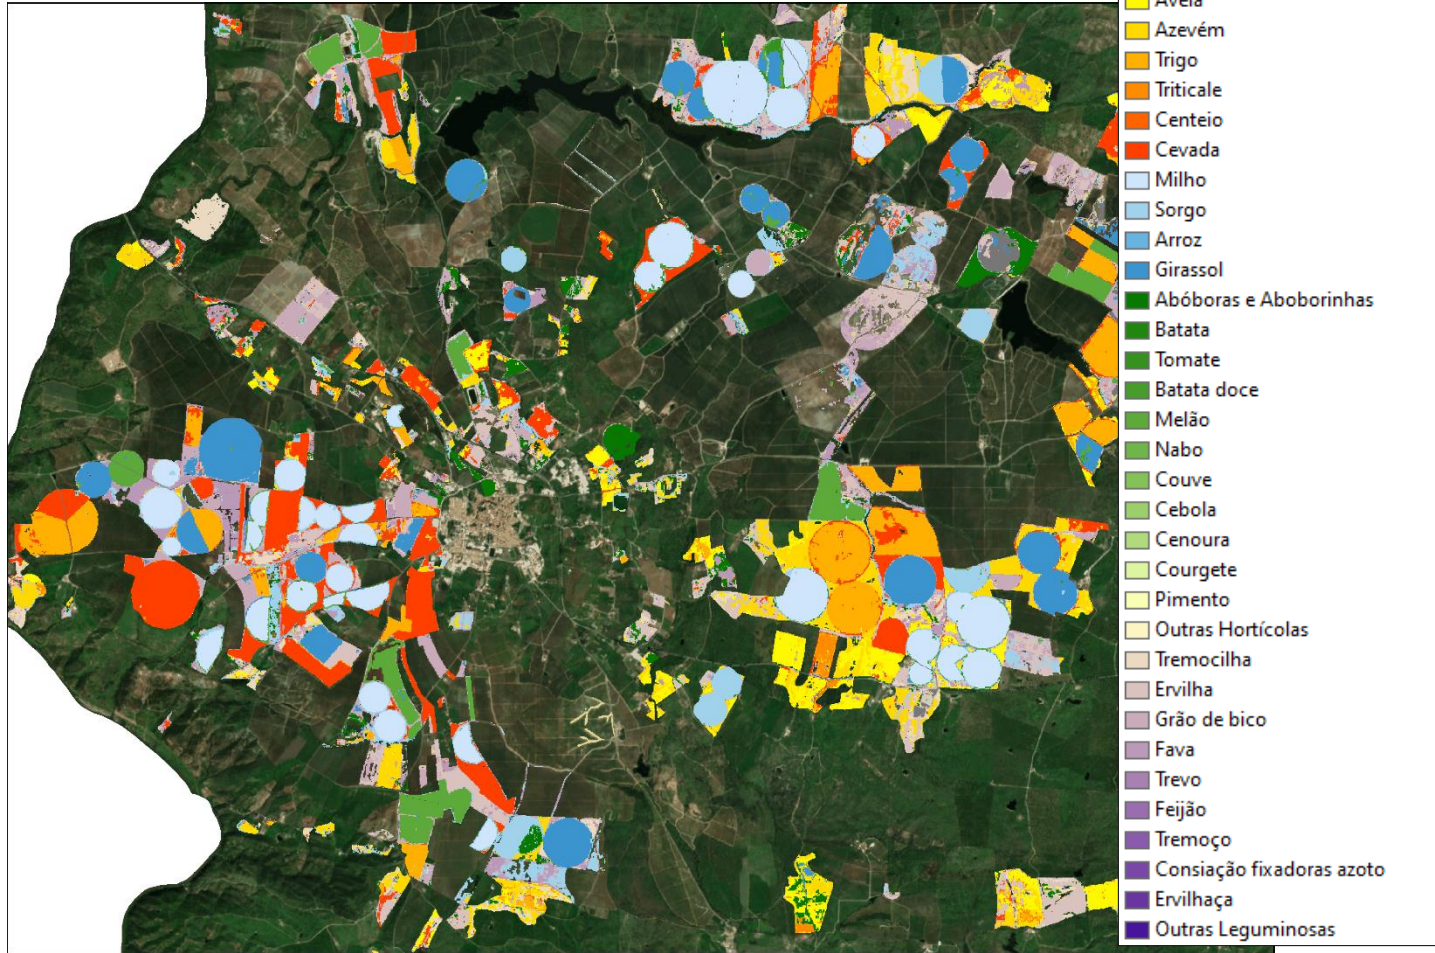 Aveia
Azevém
Trigo
Triticale
Centeio
Cevada
Milho
Sorgo
Arroz
Girassol
Abóboras e Aboborinhas
Batata
Tomate
Batata doce
Melão
Nabo
Couve
Cebola
Cenoura
Courgete
Pimento
Outras Hortícolas
Tremocilha
Ervilha
Grão de bico
Fava
Trevo
Feijão
Tremoço
Consiação fixadoras azoto
Ervilhaça
Outras Leguminosas